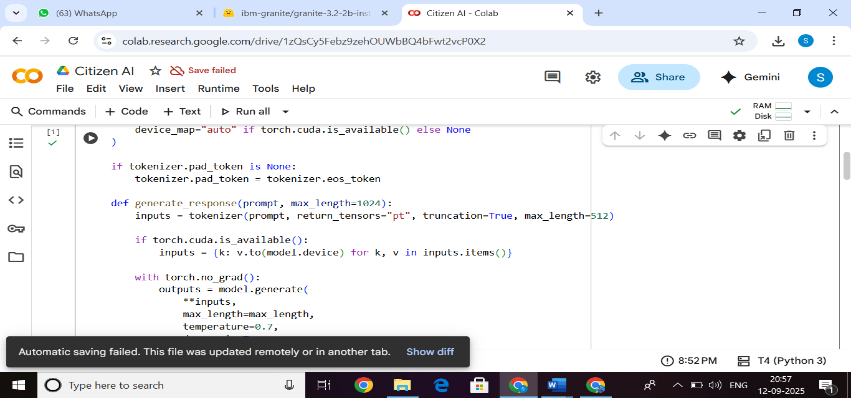 (63) WhatsApp
ibm-granite/granite-3.2-2b-inst
Citizen AI - Colab
colab.research.google.com/drive/1zQsCy5Febz9zehOUWbBQ4bFwt2vcP0X2
S
Citizen AI
Save failed
File Edit View Insert Runtime Tools Help
Share
Gemini
S
Commands + Code + Text Run all
RAM
Disk
[1]
device_map="auto" if torch.cuda.is_available() else None
)
if tokenizer.pad_token is None:
tokenizer.pad_token = tokenizer.eos_token
def generate_response(prompt, max_length=1024):
inputs = tokenizer(prompt, return_tensors="pt", truncation=True, max_length=512)
if torch.cuda.is_available():
inputs = {k: v.to(model.device) for k, v in inputs.items()}
with torch.no_grad():
outputs = model.generate(
**inputs,
max_length=max_length,
temperature=0.7,
Automatic saving failed. This file was updated remotely or in another tab. Show diff
8:52 PM T4 (Python 3)
Type here to search
ENG
20:57
12-09-2025
1